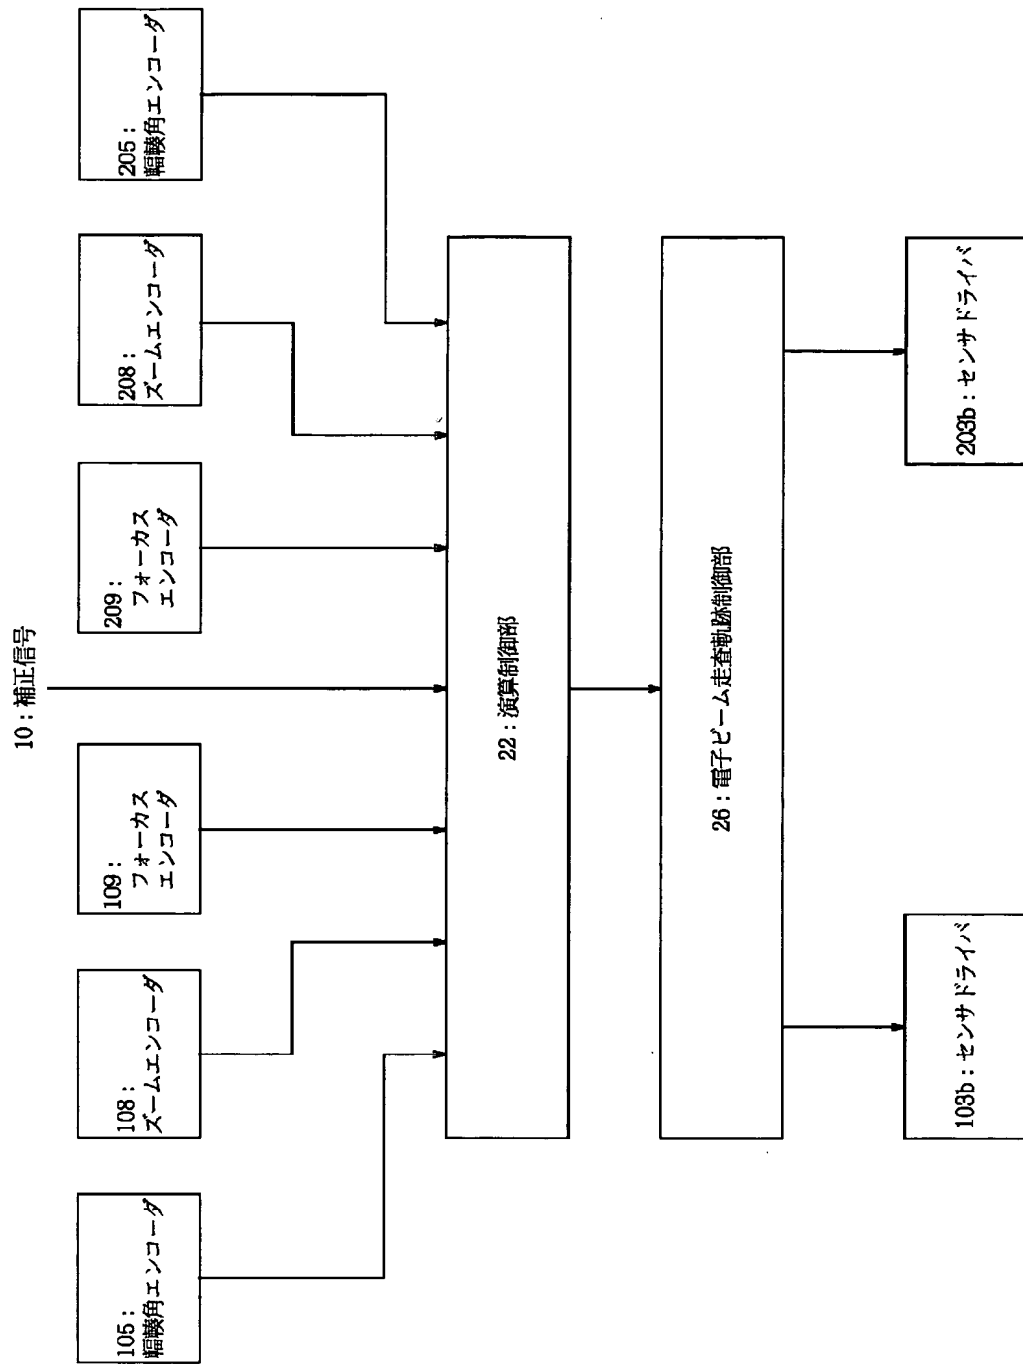 10：補正信号
105：
輻輳角エンコーダ
108：
ズームエンコーダ
109：
フォーカス
エンコーダ
209：
フォーカス
エンコーダ
208：
ズームエンコーダ
205：
輻輳角エンコーダ
22：演算制御部
26：電子ビーム走査軌跡制御部
103b：センサドライバ
203b：センサドライバ